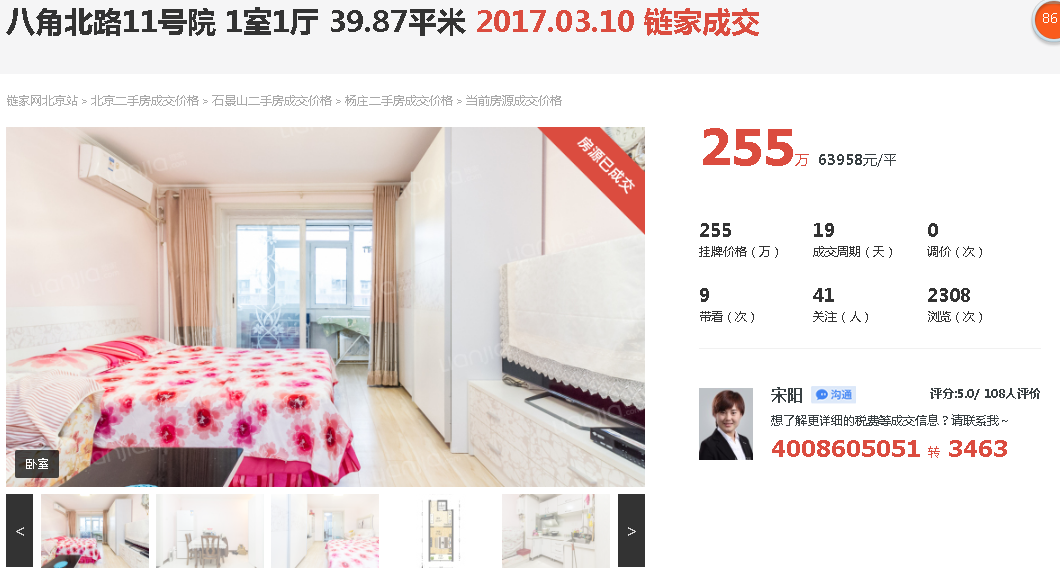 八角北路11号院 1室1厅 39.87平米 2017.03.10 链家成交
86
链家网北京站 > 北京二手房成交价格 > 石景山二手房成交价格 > 杨庄二手房成交价格 > 当前房源成交价格
房源已成交
255万 63958元/平
255 19 0
挂牌价格（万） 成交周期（天） 调价（次）
9 41 2308
带看（次） 关注（人） 浏览（次）
宋阳 沟通 评分:5.0/ 108人评价
想了解更详细的税费等成交信息？请联系我~
4008605051 转 3463
lianjia
卧室
< >